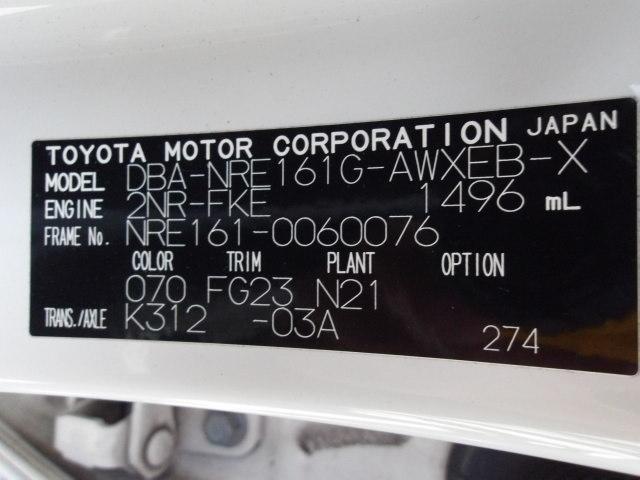 TOYOTA MOTOR CORPORATION JAPAN
MODEL DBA-NRE161G-AWXEB-X
ENGINE 2NR-FKE 1496 mL
FRAME No. NRE161-0060076
COLOR TRIM PLANT OPTION
070 FG23 N21
TRANS./AXLE K312 -03A 274